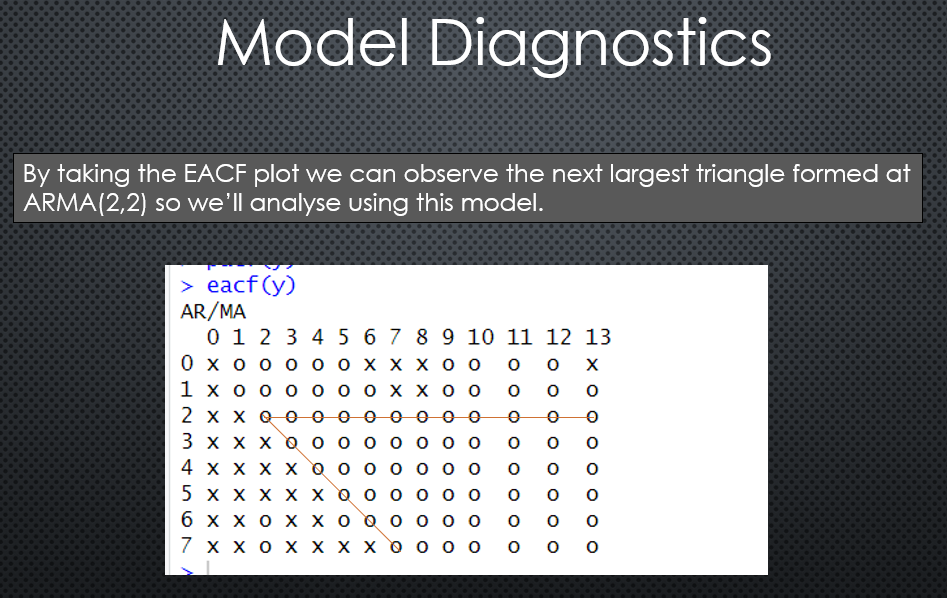 Model Diagnostics
By taking the EACF plot we can observe the next largest triangle formed at
ARMA(2,2) so we’ll analyse using this model.
> eacf(y)
AR/MA
0 1 2 3 4 5 6 7 8 9 10 11 12 13
0 x o o o o o x x x o o o o x
1 x o o o o o o x x o o o o o
2 x x o o o o o o o o o o o o
3 x x x o o o o o o o o o o o
4 x x x x o o o o o o o o o o
5 x x x x x o o o o o o o o o
6 x x o x x o o o o o o o o o
7 x x o x x x x o o o o o o o
>